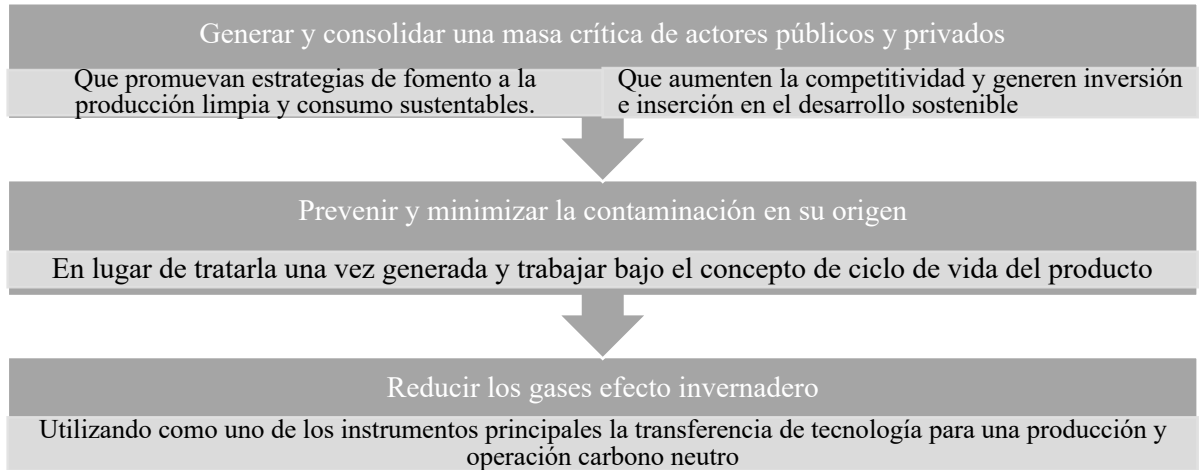 Generar y consolidar una masa crítica de actores públicos y privados
Que promuevan estrategias de fomento a la
producción limpia y consumo sustentables.
Que aumenten la competitividad y generen inversión
e inserción en el desarrollo sostenible
Prevenir y minimizar la contaminación en su origen
En lugar de tratarla una vez generada y trabajar bajo el concepto de ciclo de vida del producto
Reducir los gases efecto invernadero
Utilizando como uno de los instrumentos principales la transferencia de tecnología para una producción y
operación carbono neutro